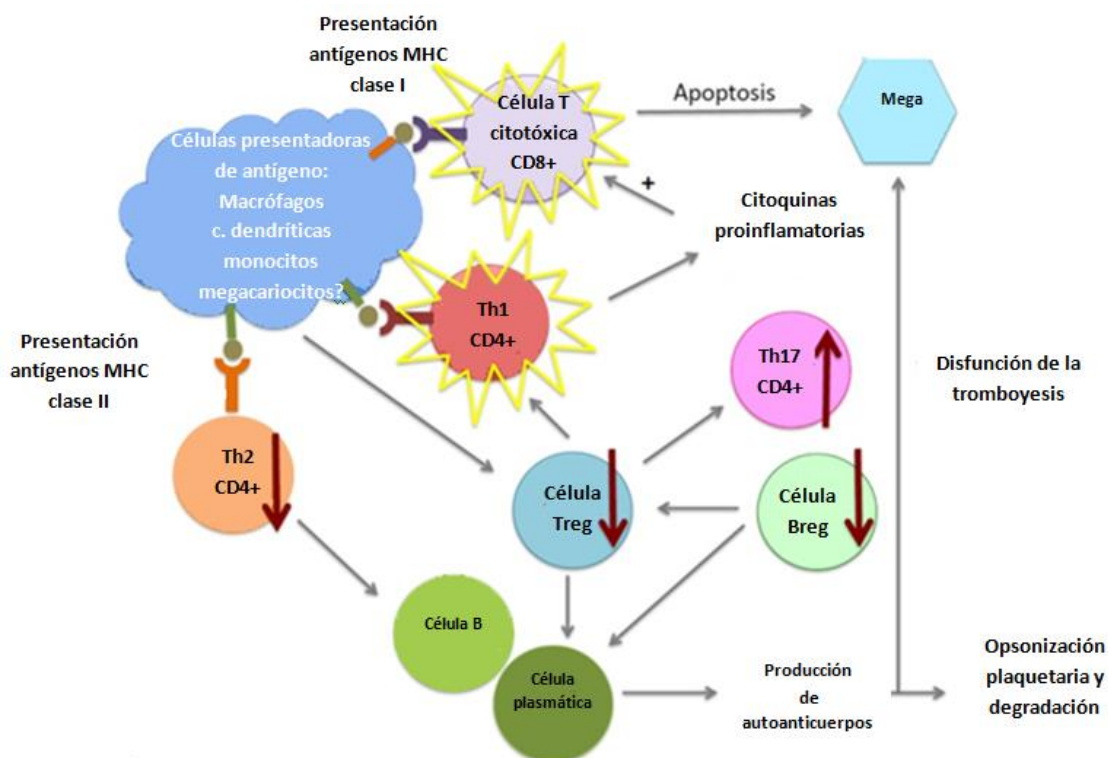 Presentación
antígenos MHC
clase I
Células presentadoras
de antígeno:
Macrófagos
c. dendríticas
monocitos
megacariocitos?
Célula T
citotóxica
CD8+
Apoptosis
Mega
+
Citoquinas
proinflamatorias
Th1
CD4+
Presentación
antígenos MHC
clase II
Th17
CD4+
Disfunción de la
tromboyesis
Th2
CD4+
Célula
Treg
Célula
Breg
Célula B
Célula
plasmática
Producción
de
autoanticuerpos
Opsonización
plaquetaria y
degradación